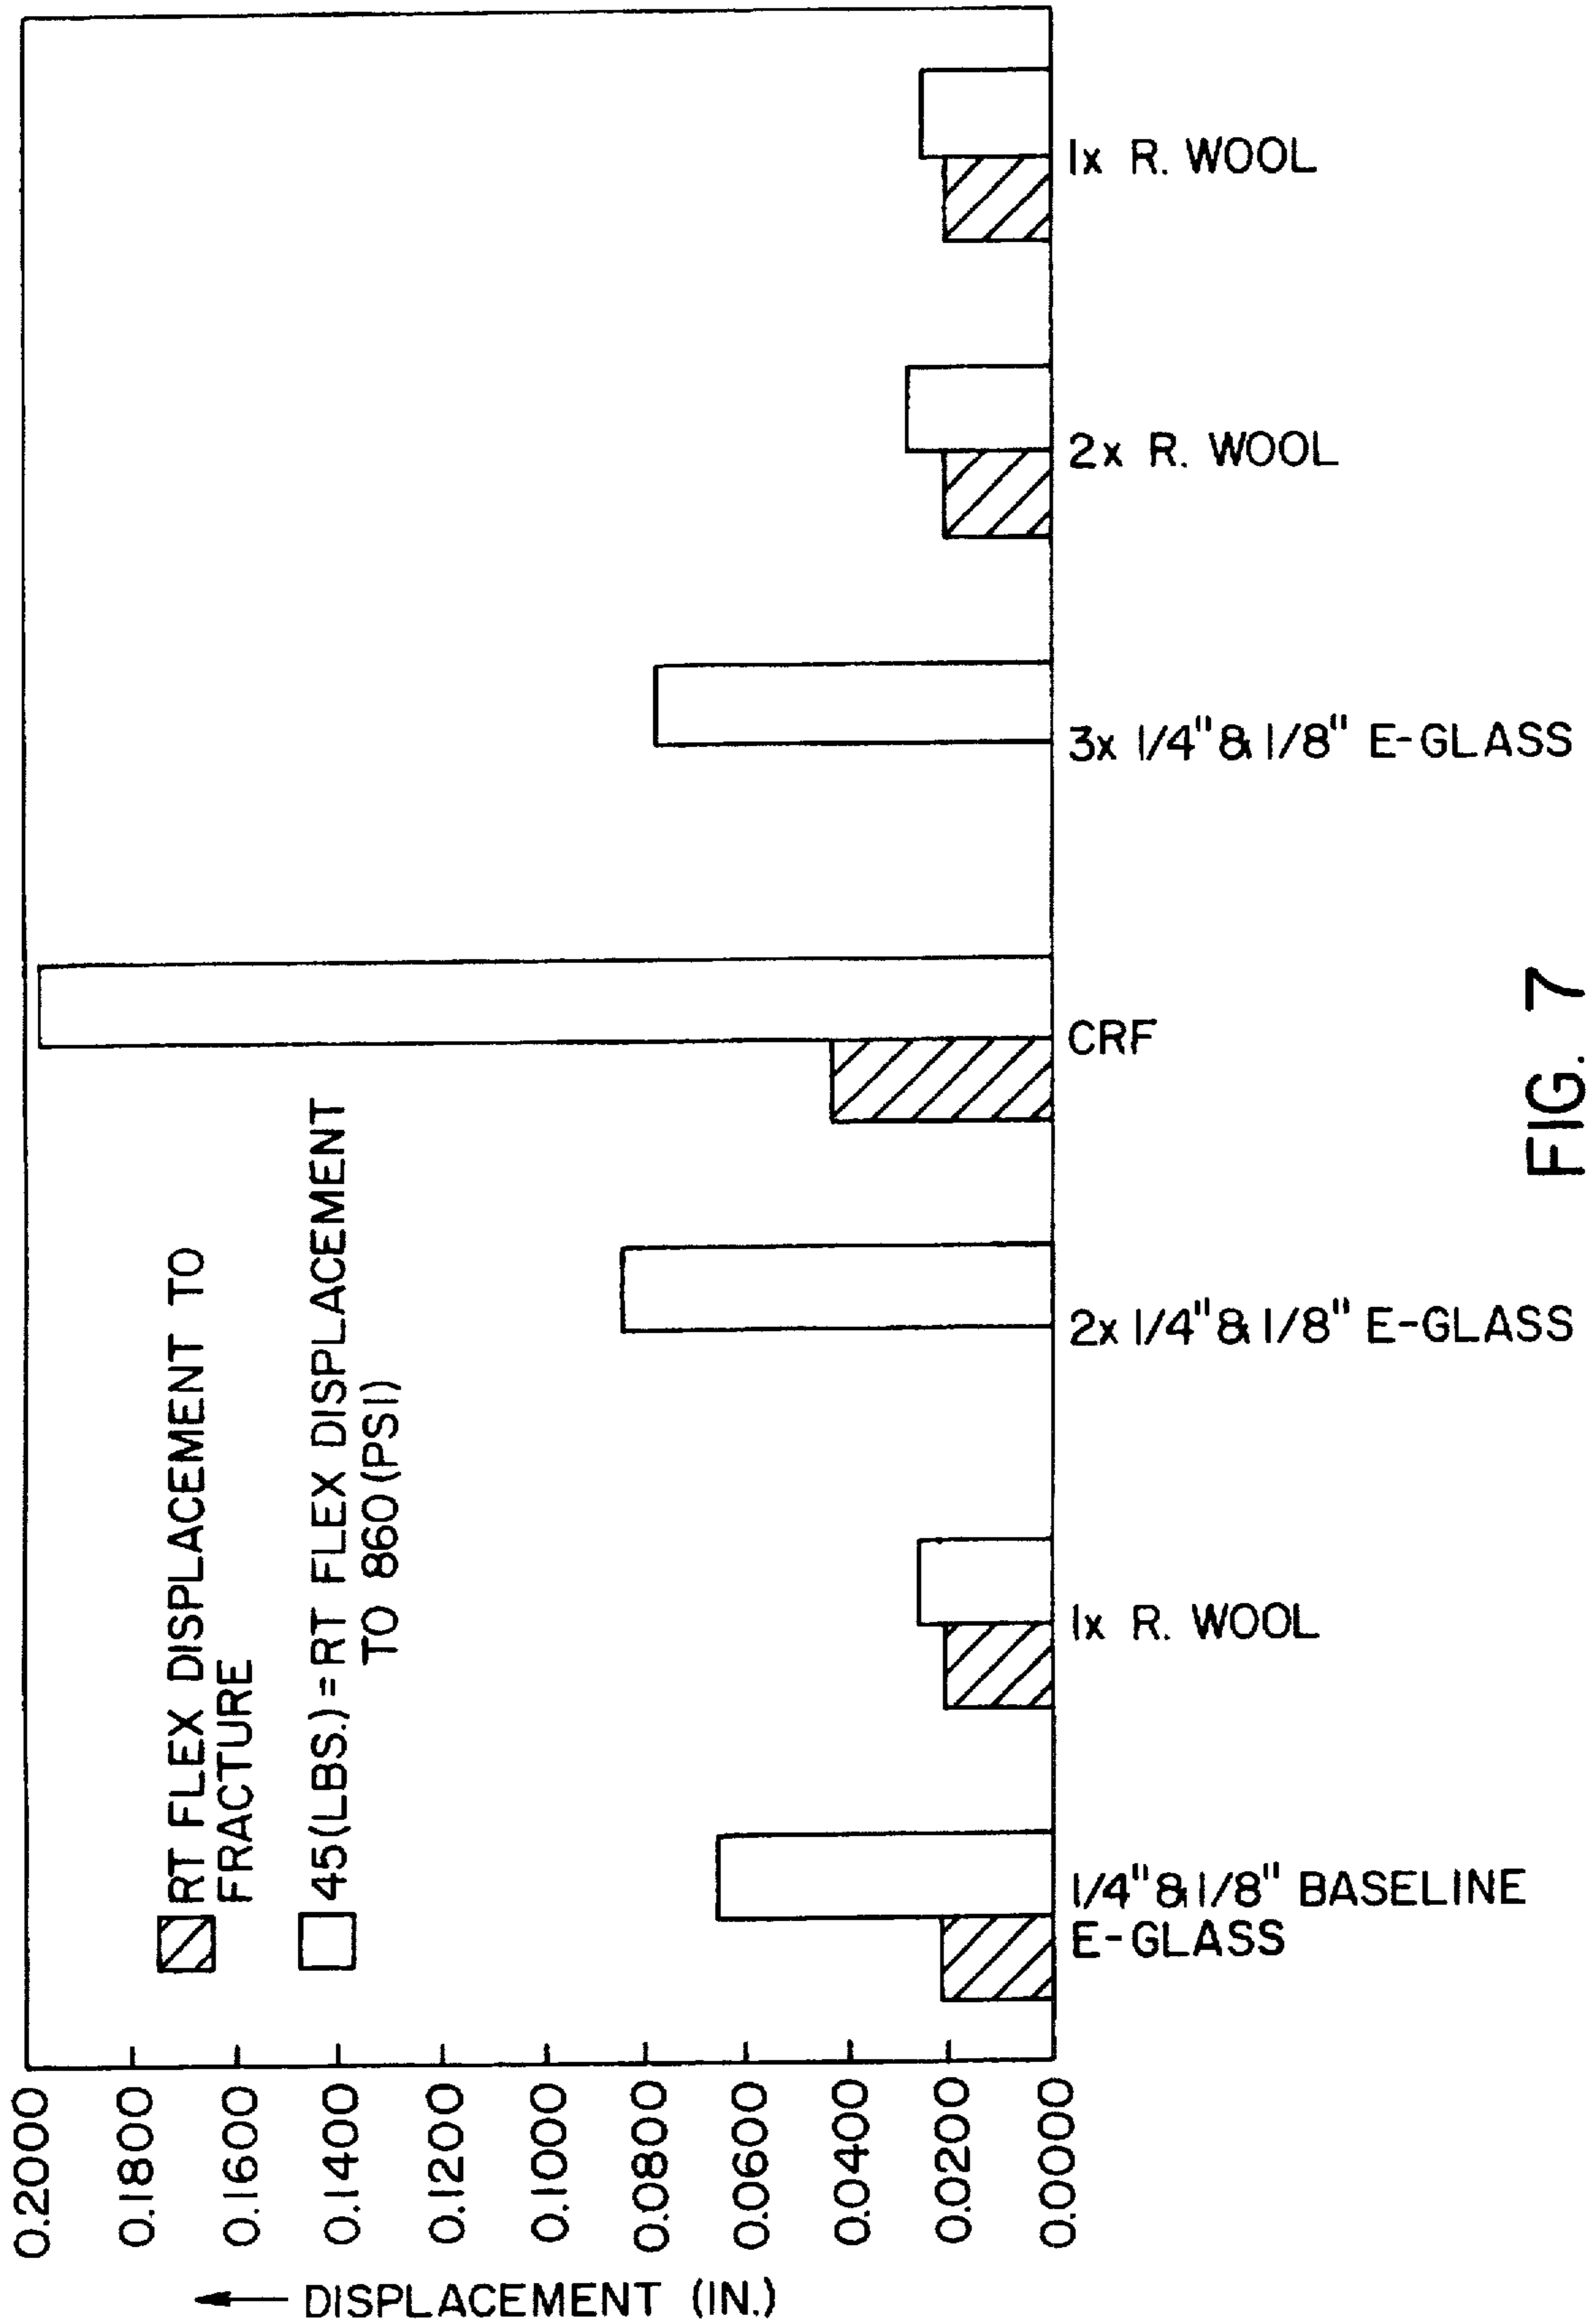 0.2000
0.1800
0.1600
0.1400
0.1200
0.1000
0.0800
0.0600
0.0400
0.0200
0.0000
DISPLACEMENT (IN.)
RT FLEX DISPLACEMENT TO
FRACTURE
45(LBS.)=RT FLEX DISPLACEMENT
TO 860(PSI)
1/4"&1/8" BASELINE
E-GLASS
1x R. WOOL
2x 1/4"&1/8" E-GLASS
CRF
3x 1/4"&1/8" E-GLASS
2x R. WOOL
1x R. WOOL
FIG. 7